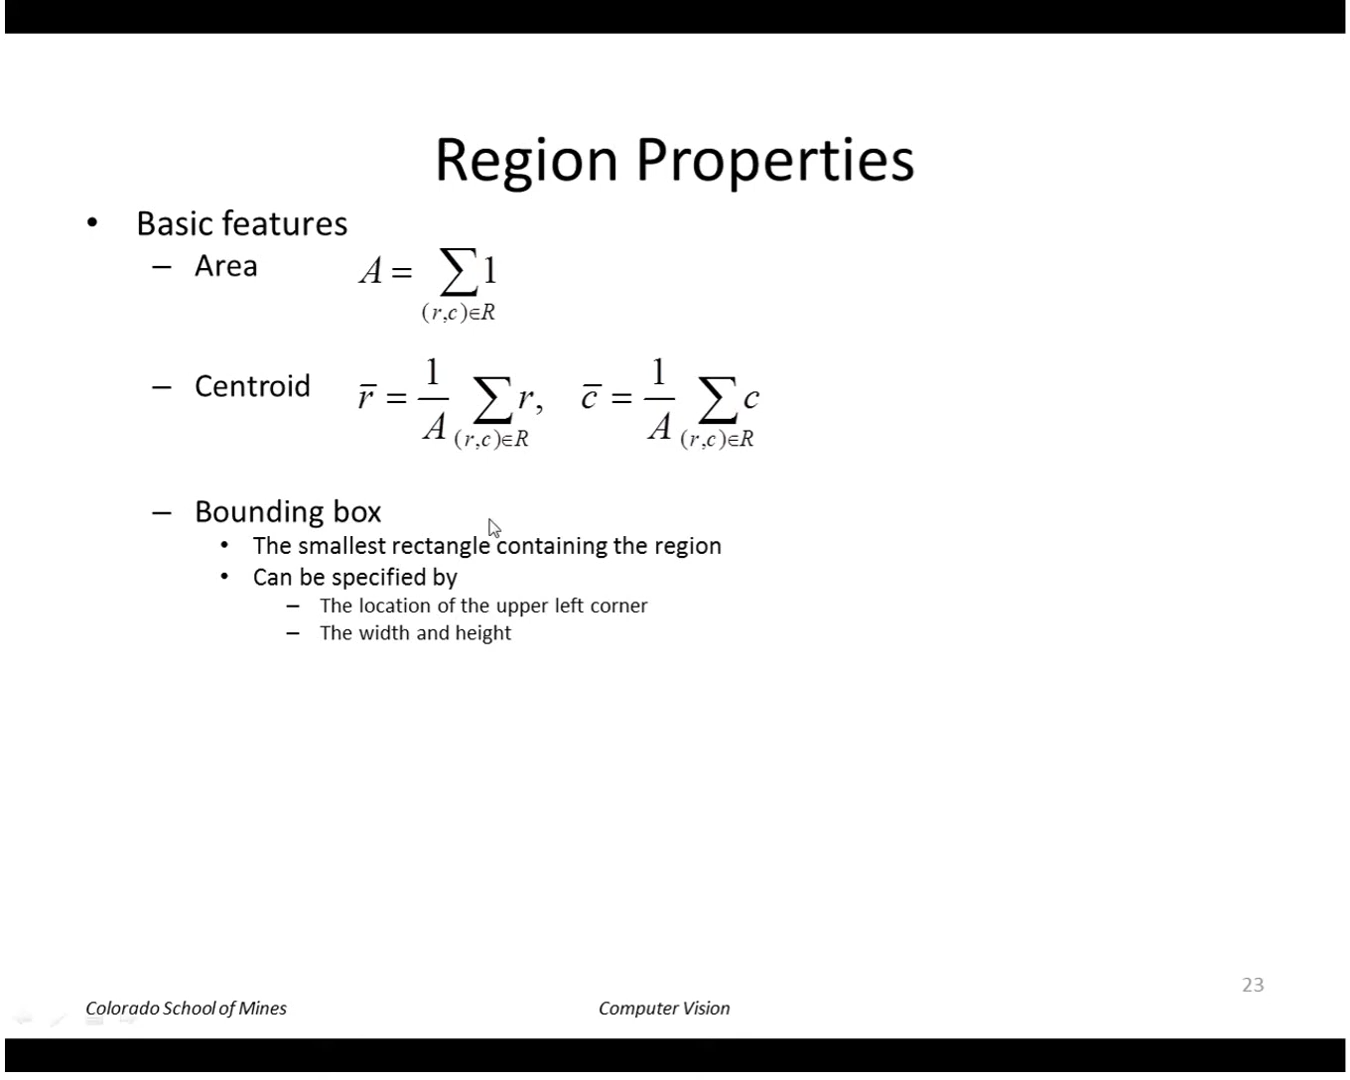 Region Properties
• Basic features
– Area A = ∑ 1
(r,c)∈R
– Centroid r̅ = 1/A ∑ r, c̅ = 1/A ∑ c
(r,c)∈R (r,c)∈R
– Bounding box
• The smallest rectangle containing the region
• Can be specified by
– The location of the upper left corner
– The width and height
23
Colorado School of Mines Computer Vision